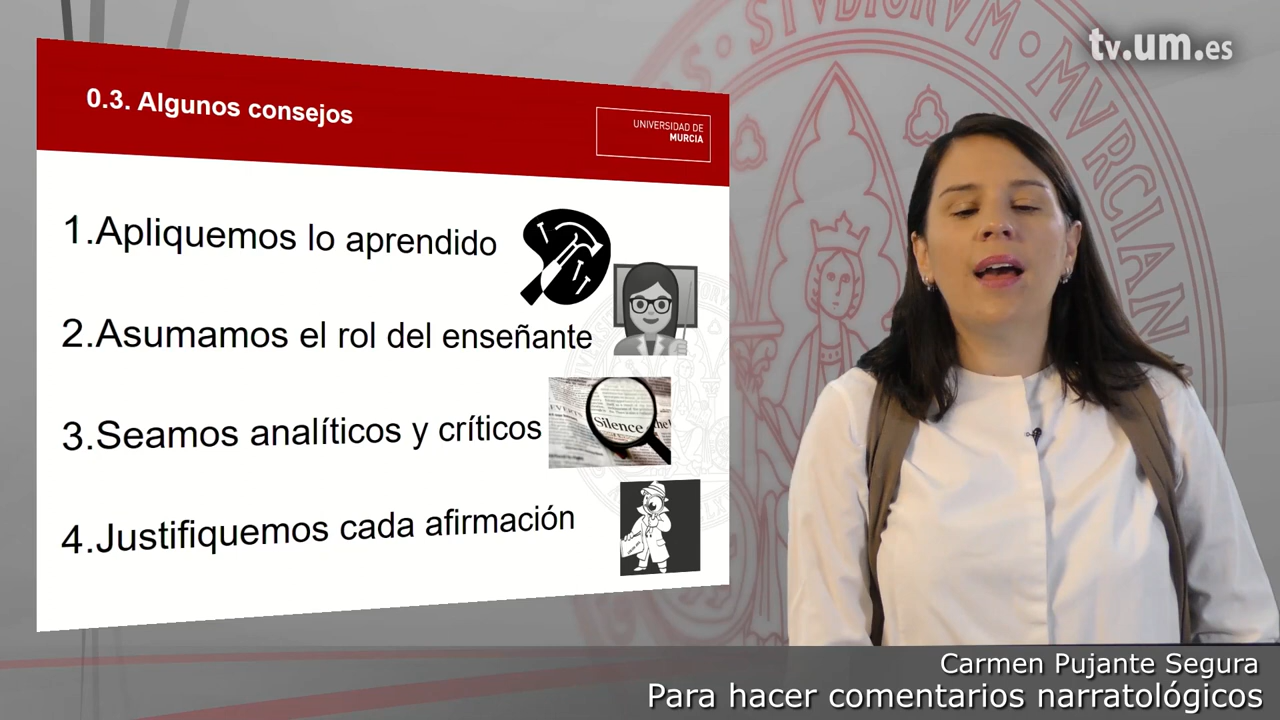 tv.um.es
0.3. Algunos consejos
UNIVERSIDAD DE
MURCIA
1.Apliquemos lo aprendido
2.Asumamos el rol del enseñante
3.Seamos analíticos y críticos
Silence
4.Justifiquemos cada afirmación
Carmen Pujante Segura
Para hacer comentarios narratológicos